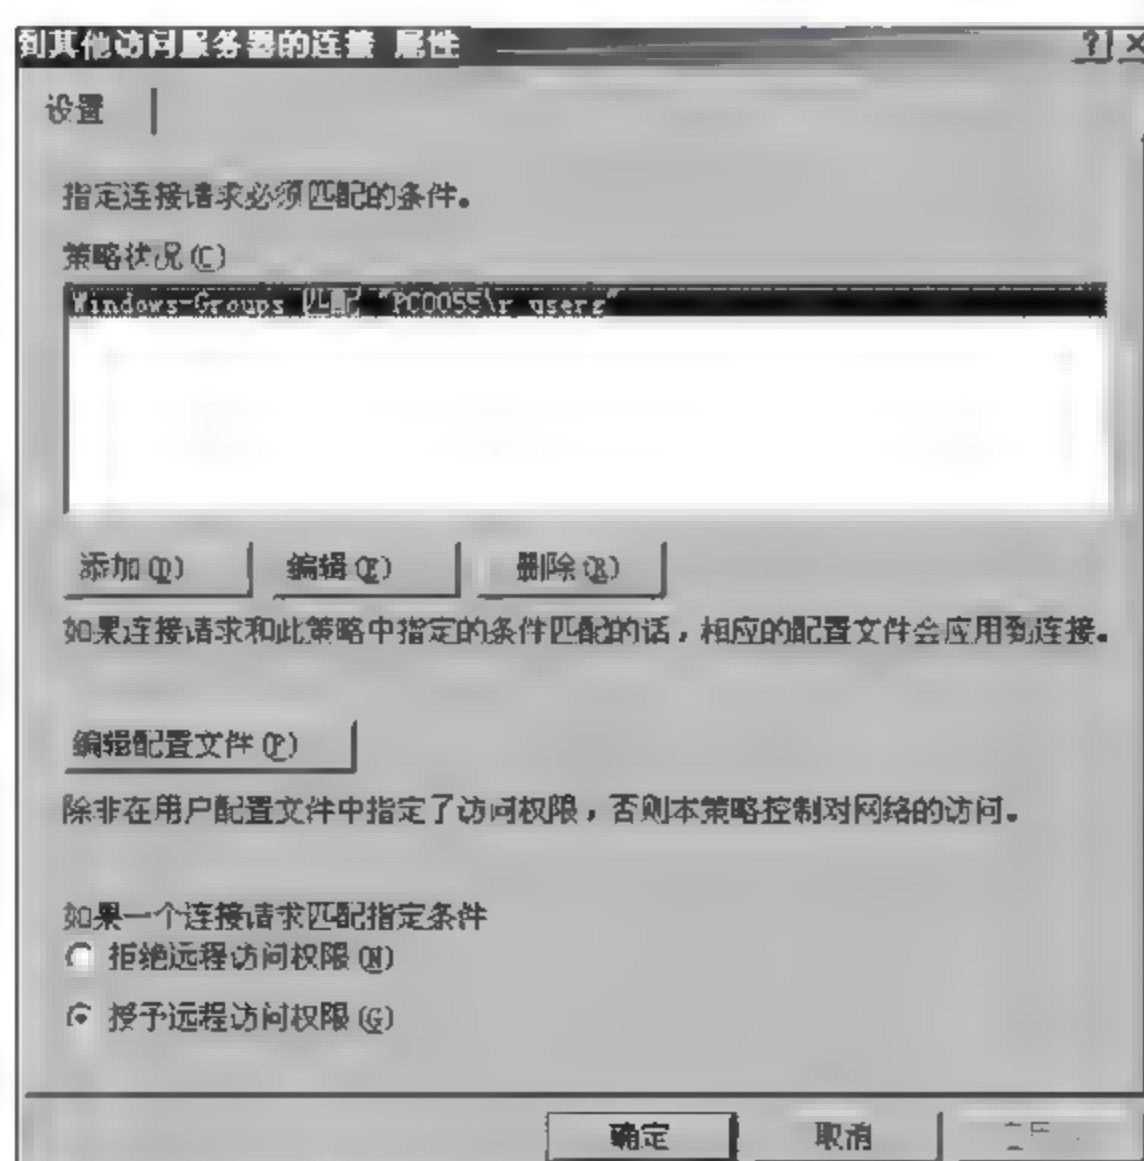 到其他访问服务器的连接 属性
设置
指定连接请求必须匹配的条件。
策略状况(C)
Windows-Groups 匹配 "PC0055\r users"
添加(D)
编辑(E)
删除(R)
如果连接请求和此策略中指定的条件匹配的话，相应的配置文件会应用到连接。
编辑配置文件(P)
除非在用户配置文件中指定了访问权限，否则本策略控制对网络的访问。
如果一个连接请求匹配指定条件
拒绝远程访问权限(N)
授予远程访问权限(G)
确定
取消